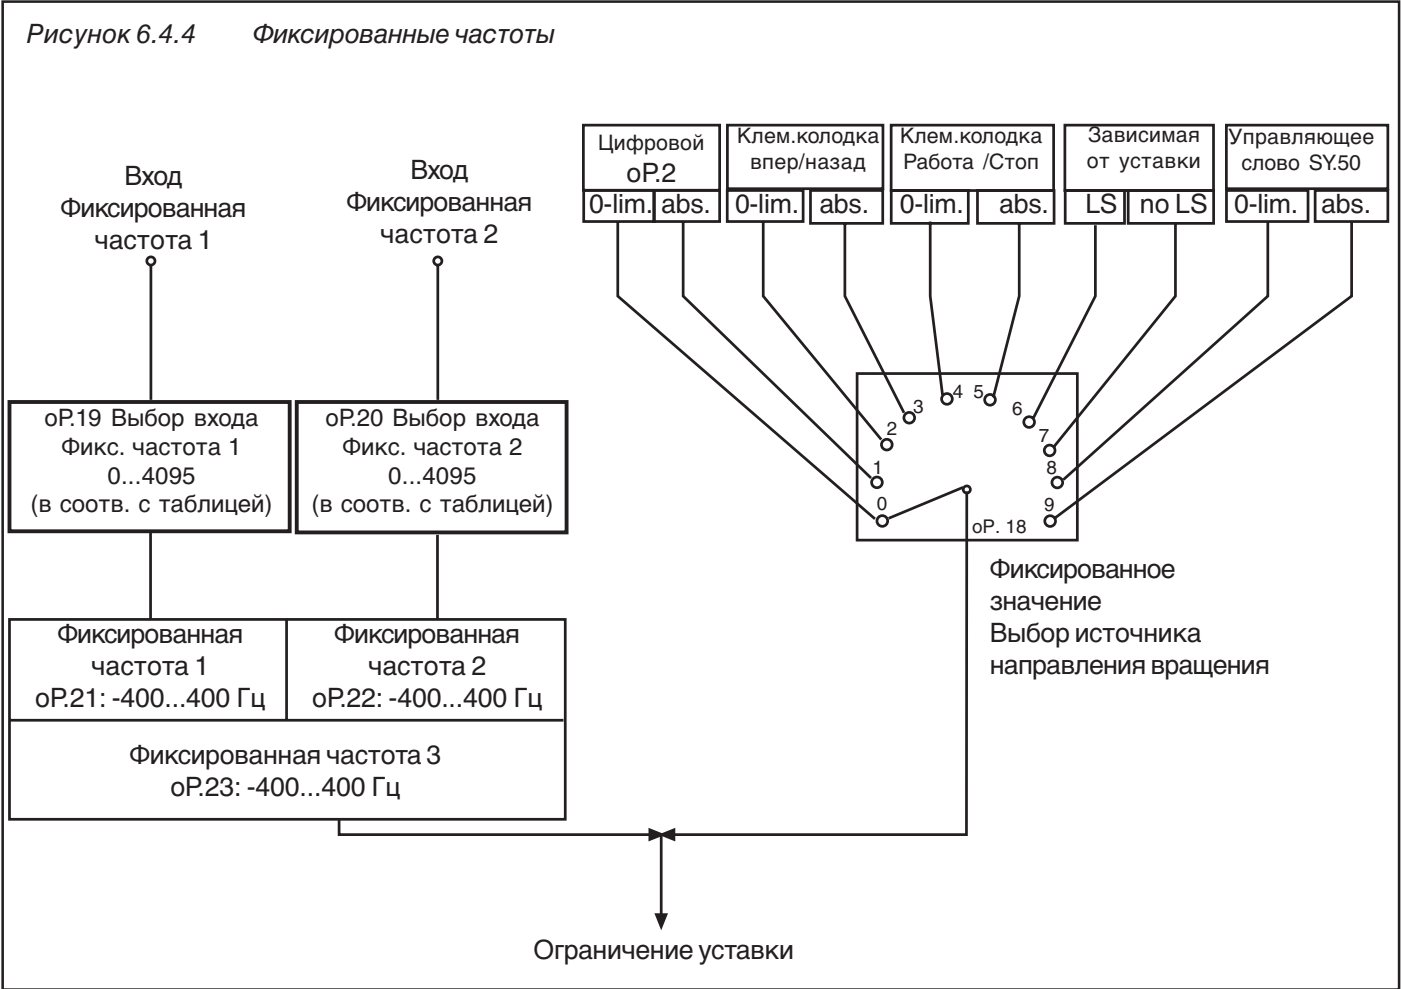 Рисунок 6.4.4 Фиксированные частоты
Вход
Фиксированная
частота 1
Вход
Фиксированная
частота 2
Цифровой
oP.2
0-lim. abs.
Клем.колодка
впер/назад
0-lim. abs.
Клем.колодка
Работа /Стоп
0-lim. abs.
Зависимая
от уставки
LS no LS
Управляющее
слово SY.50
0-lim. abs.
oP.19 Выбор входа
Фикс. частота 1
0...4095
(в соотв. с таблицей)
oP.20 Выбор входа
Фикс. частота 2
0...4095
(в соотв. с таблицей)
0
1
2
3
4
5
6
7
8
9
oP. 18
Фиксированное
значение
Выбор источника
направления вращения
Фиксированная
частота 1
oP.21: -400...400 Гц
Фиксированная
частота 2
oP.22: -400...400 Гц
Фиксированная частота 3
oP.23: -400...400 Гц
Ограничение уставки